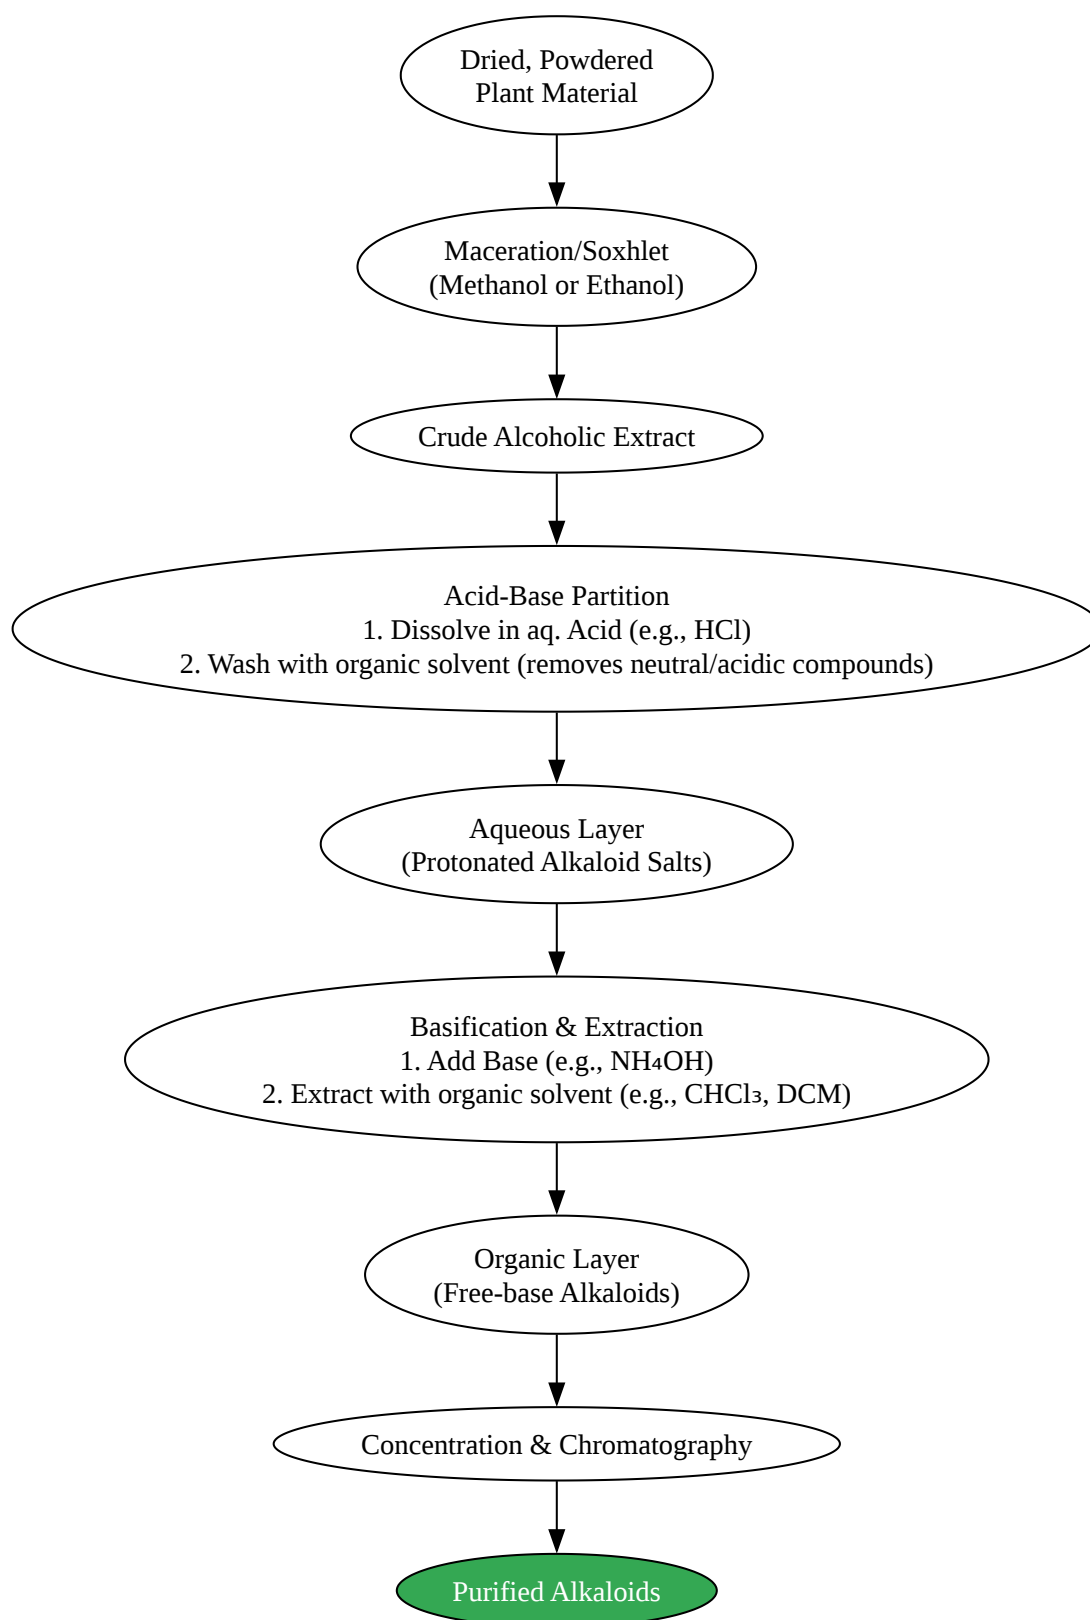 Dried, Powdered
Plant Material
Maceration/Soxhlet
(Methanol or Ethanol)
Crude Alcoholic Extract
Acid-Base Partition
1. Dissolve in aq. Acid (e.g., HCl)
2. Wash with organic solvent (removes neutral/acidic compounds)
Aqueous Layer
(Protonated Alkaloid Salts)
Basification & Extraction
1. Add Base (e.g., NH₄OH)
2. Extract with organic solvent (e.g., CHCl₃, DCM)
Organic Layer
(Free-base Alkaloids)
Concentration & Chromatography
Purified Alkaloids